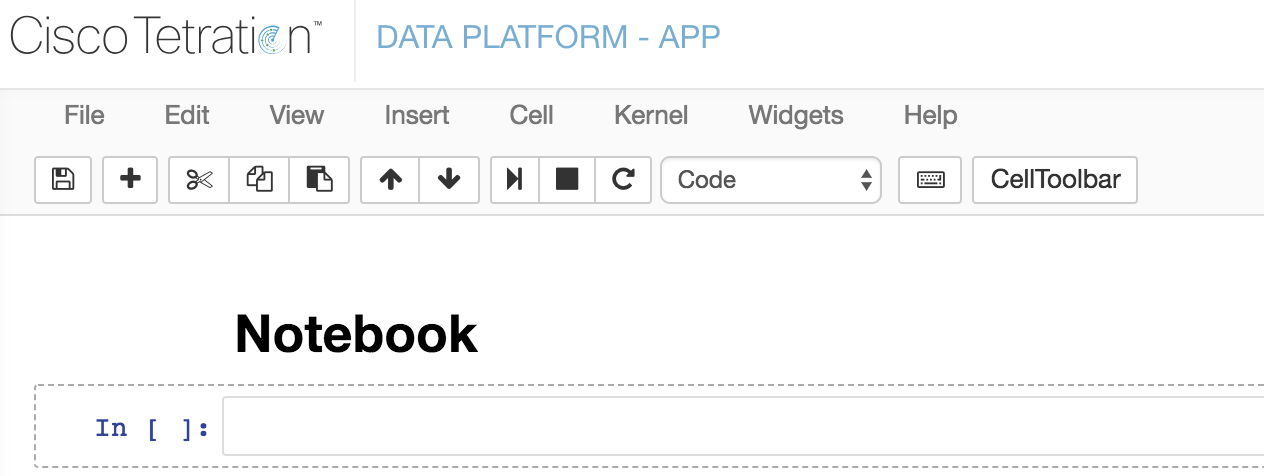 Cisco Tetration™ DATA PLATFORM - APP
File Edit View Insert Cell Kernel Widgets Help
Code CellToolbar
Notebook
In [ ]: